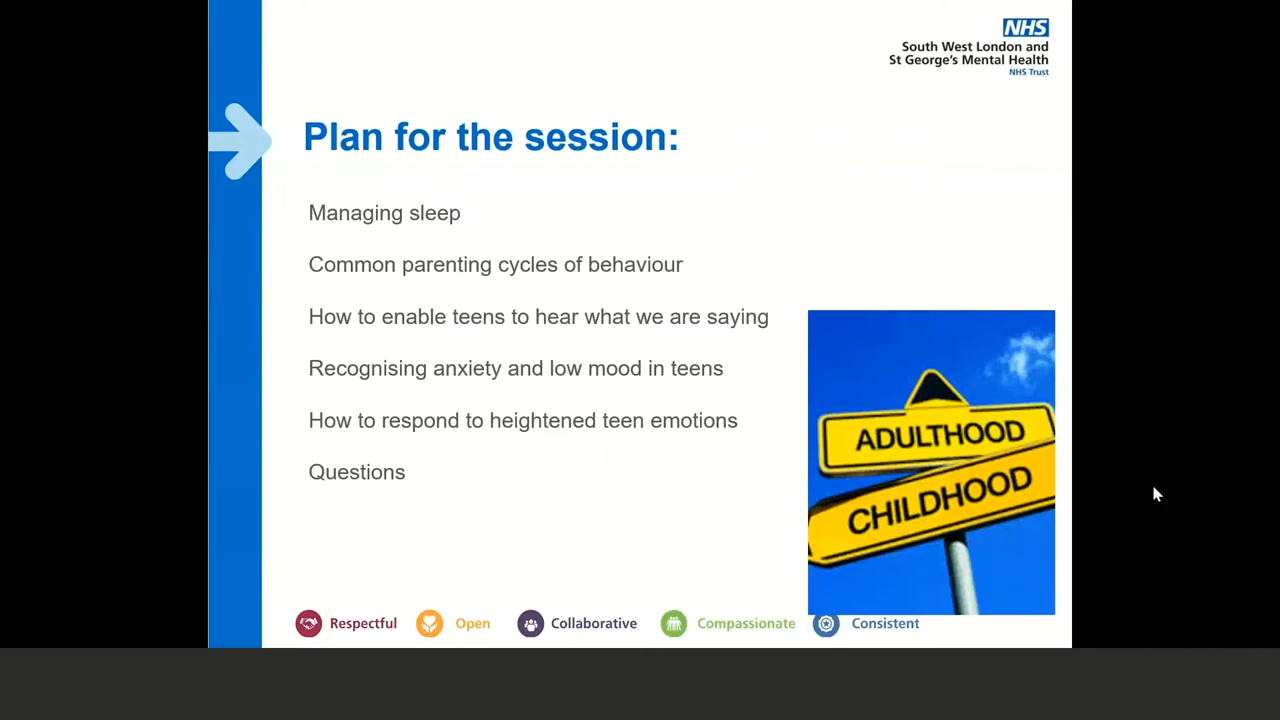 NHS
South West London and
St George's Mental Health
NHS Trust
Plan for the session:
Managing sleep
Common parenting cycles of behaviour
How to enable teens to hear what we are saying
Recognising anxiety and low mood in teens
How to respond to heightened teen emotions
Questions
ADULTHOOD
CHILDHOOD
Respectful
Open
Collaborative
Compassionate
Consistent